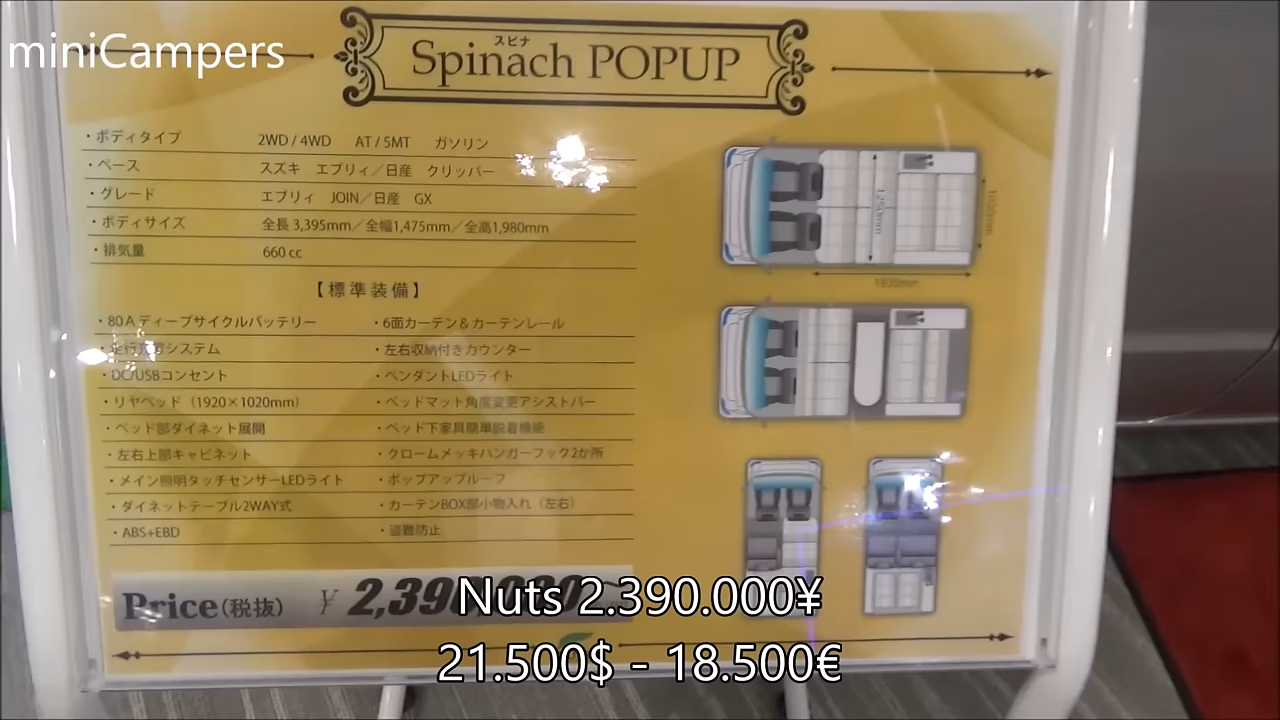 miniCampers
スピナ
Spinach POPUP
・ボディタイプ 2WD / 4WD AT / 5MT ガソリン
・ベース スズキ エブリィ／日産 クリッパー
・グレード エブリィ JOIN／日産 GX
・ボディサイズ 全長 3,395mm／全幅1,475mm／全高1,980mm
・排気量 660 cc
【標準装備】
・80Aディープサイクルバッテリー ・6面カーテン＆カーテンレール
・走行充電システム ・左右収納付きカウンター
・DC/USBコンセント ・ペンダントLEDライト
・リヤベッド（1920×1020mm） ・ベッドマット角度変更アシストバー
・ベッド部ダイネット展開 ・ベッド下家具簡単脱着機能
・左右上部キャビネット ・クロームメッキハンガーフック2か所
・メイン照明タッチセンサーLEDライト ・ポップアップルーフ
・ダイネットテーブル2WAY式 ・カーテンBOX部小物入れ（左右）
・ABS+EBD ・盗難防止
1250mm
1920mm
Price（税抜） ¥ 2,390,000～
Nuts 2.390.000¥
21.500$ - 18.500€